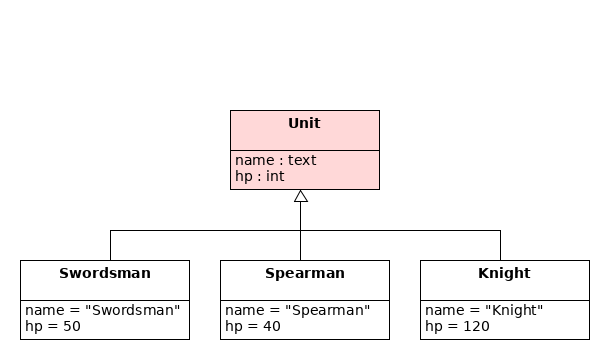 Unit
name : text
hp : int
Swordsman
name = "Swordsman"
hp = 50
Spearman
name = "Spearman"
hp = 40
Knight
name = "Knight"
hp = 120